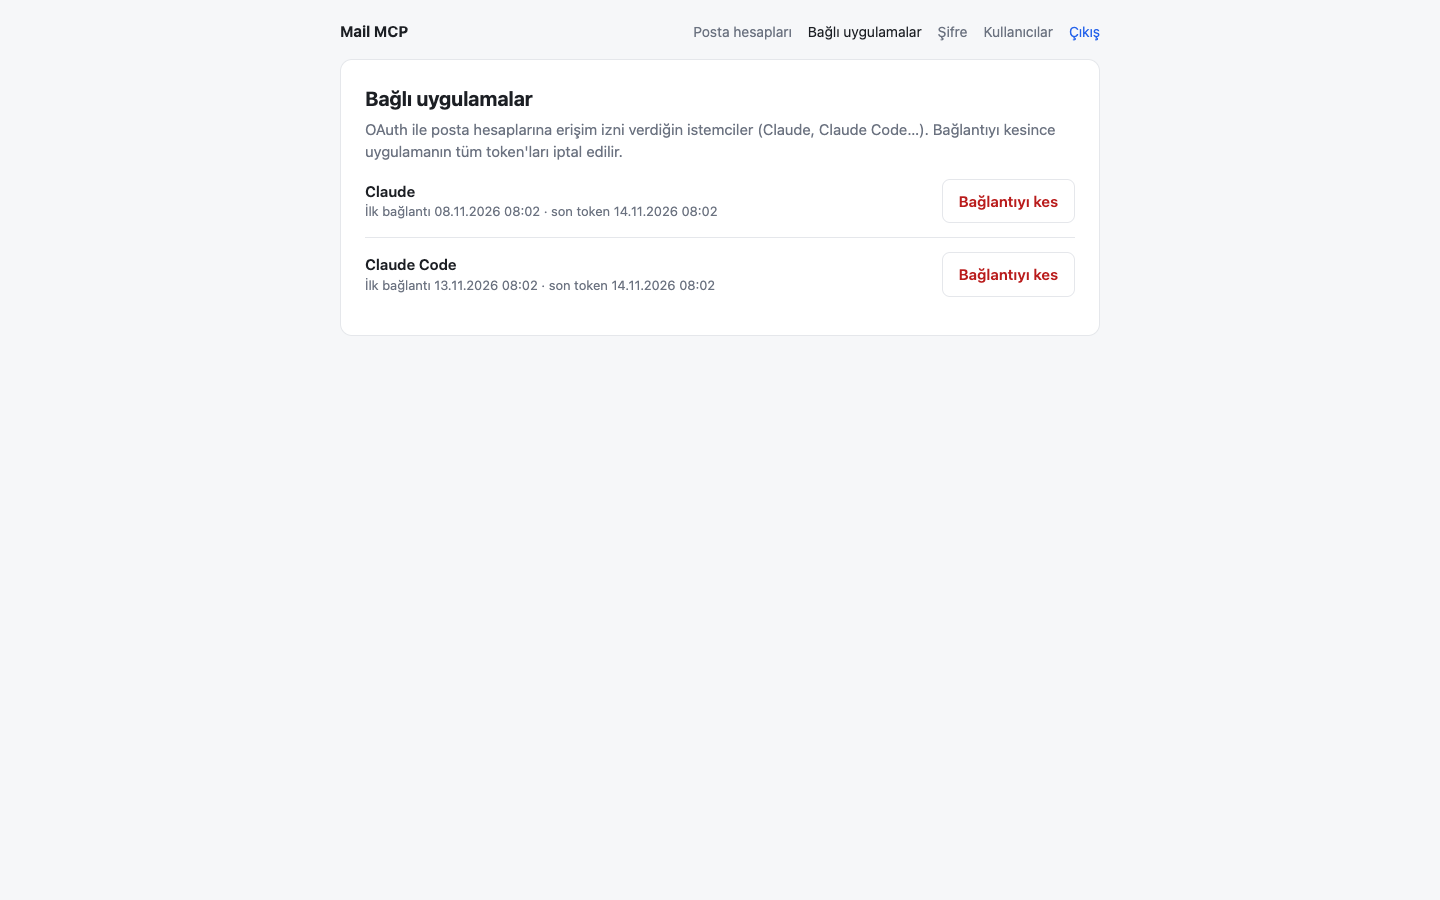 Mail MCP
Posta hesapları
Bağlı uygulamalar
Şifre
Kullanıcılar
Çıkış
Bağlı uygulamalar
OAuth ile posta hesaplarına erişim izni verdiğin istemciler (Claude, Claude Code...). Bağlantıyı kesince
uygulamanın tüm token'ları iptal edilir.
Claude
İlk bağlantı 08.11.2026 08:02 · son token 14.11.2026 08:02
Bağlantıyı kes
Claude Code
İlk bağlantı 13.11.2026 08:02 · son token 14.11.2026 08:02
Bağlantıyı kes